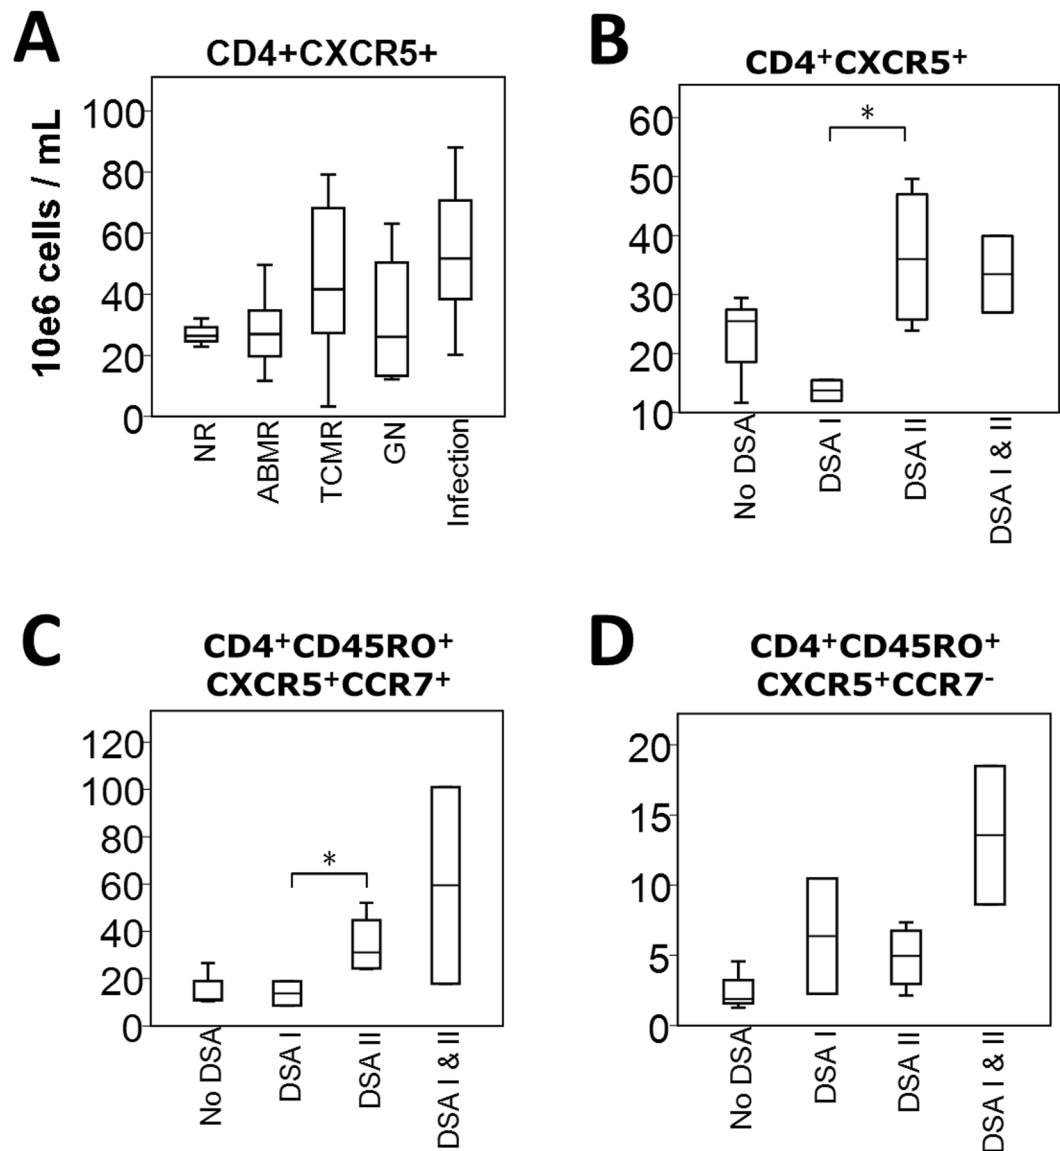 A
CD4+CXCR5+
10e6 cells / mL
100
80
60
40
20
0
NR
ABMR
TCMR
GN
Infection
B
CD4⁺CXCR5⁺
*
60
50
40
30
20
10
No DSA
DSA I
DSA II
DSA I & II
C
CD4⁺CD45RO⁺
CXCR5⁺CCR7⁺
*
120
100
80
60
40
20
0
No DSA
DSA I
DSA II
DSA I & II
D
CD4⁺CD45RO⁺
CXCR5⁺CCR7⁻
20
15
10
5
0
No DSA
DSA I
DSA II
DSA I & II